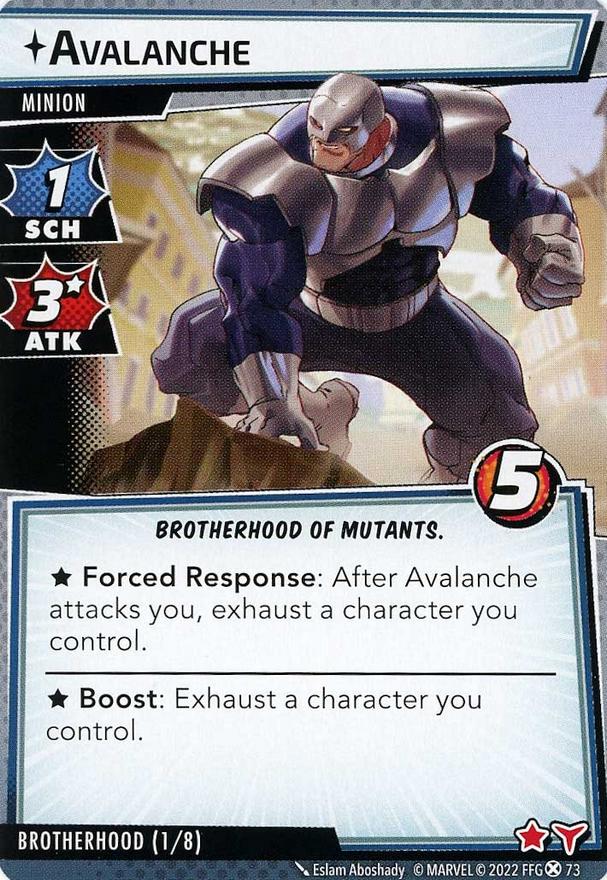 Avalanche
MINION
1
SCH
3
ATK
5
BROTHERHOOD OF MUTANTS.
★ Forced Response: After Avalanche
attacks you, exhaust a character you
control.
★ Boost: Exhaust a character you
control.
BROTHERHOOD (1/8)
Eslam Aboshady © MARVEL © 2022 FFG 73